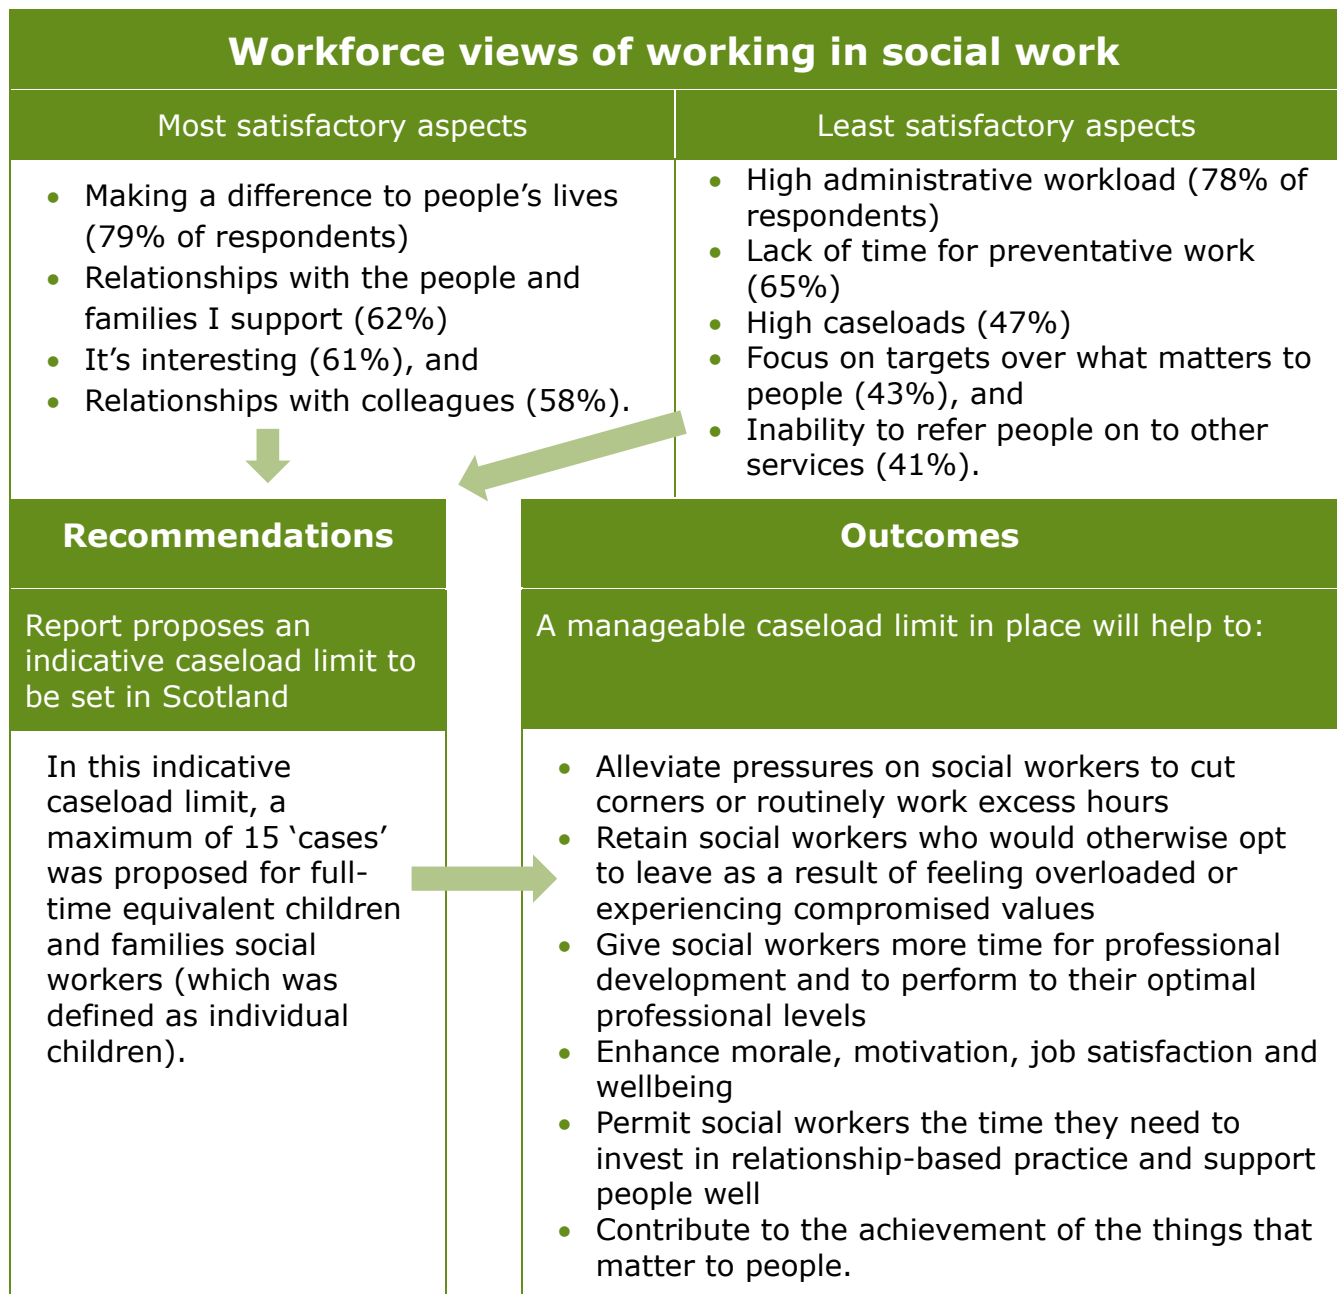 Workforce views of working in social work
Most satisfactory aspects
• Making a difference to people’s lives
(79% of respondents)
• Relationships with the people and
families I support (62%)
• It’s interesting (61%), and
• Relationships with colleagues (58%).
Least satisfactory aspects
• High administrative workload (78% of
respondents)
• Lack of time for preventative work
(65%)
• High caseloads (47%)
• Focus on targets over what matters to
people (43%), and
• Inability to refer people on to other
services (41%).
Recommendations
Report proposes an
indicative caseload limit to
be set in Scotland
In this indicative
caseload limit, a
maximum of 15 ‘cases’
was proposed for full-
time equivalent children
and families social
workers (which was
defined as individual
children).
Outcomes
A manageable caseload limit in place will help to:
• Alleviate pressures on social workers to cut
corners or routinely work excess hours
• Retain social workers who would otherwise opt
to leave as a result of feeling overloaded or
experiencing compromised values
• Give social workers more time for professional
development and to perform to their optimal
professional levels
• Enhance morale, motivation, job satisfaction and
wellbeing
• Permit social workers the time they need to
invest in relationship-based practice and support
people well
• Contribute to the achievement of the things that
matter to people.